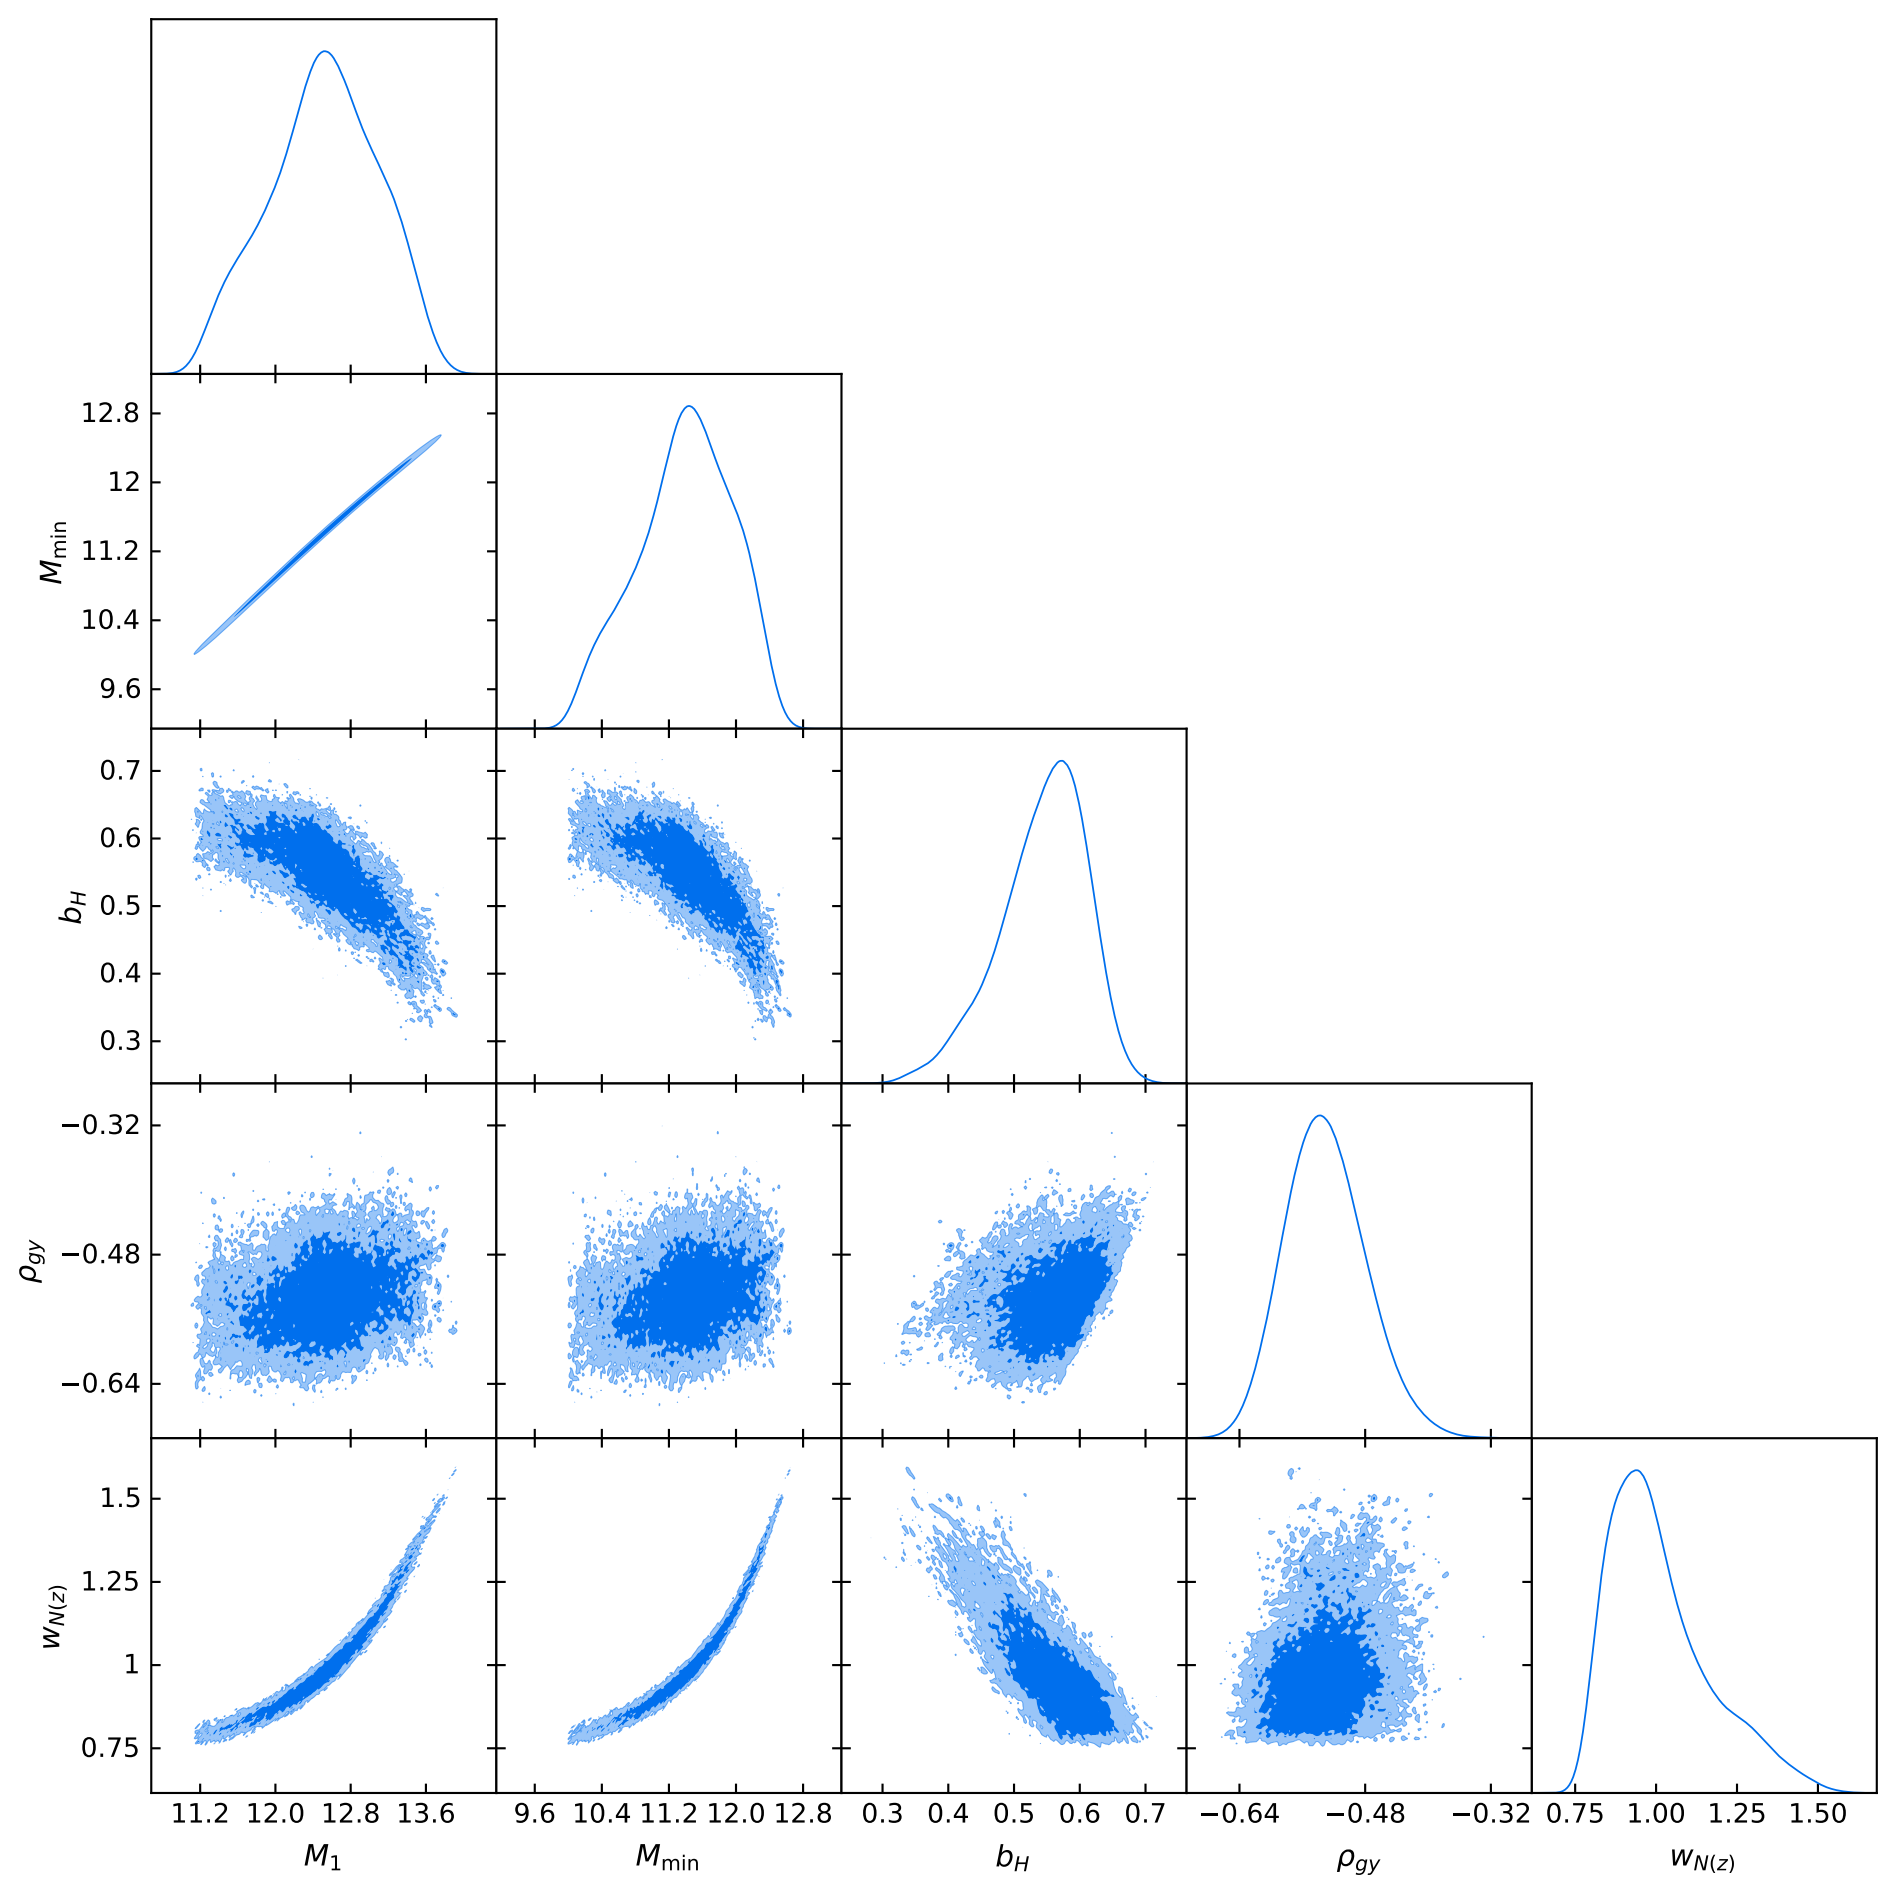 12.8
12
11.2
10.4
9.6
M_min
0.7
0.6
0.5
0.4
0.3
b_H
−0.32
−0.48
−0.64
ρ_gy
1.5
1.25
1
0.75
w_N(z)
11.2 12.0 12.8 13.6 9.6 10.4 11.2 12.0 12.8 0.3 0.4 0.5 0.6 0.7 −0.64 −0.48 −0.32 0.75 1.00 1.25 1.50
M_1 M_min b_H ρ_gy w_N(z)